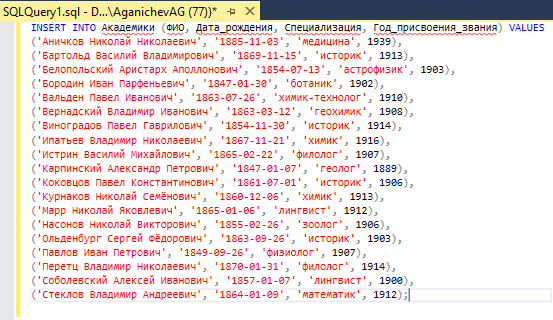 SQLQuery1.sql - D...\AganichevAG (77))*
INSERT INTO Академики (ФИО, Дата_рождения, Специализация, Год_присвоения_звания) VALUES
('Аничков Николай Николаевич', '1885-11-03', 'медицина', 1939),
('Бартольд Василий Владимирович', '1869-11-15', 'историк', 1913),
('Белопольский Аристарх Аполлонович', '1854-07-13', 'астрофизик', 1903),
('Бородин Иван Парфеньевич', '1847-01-30', 'ботаник', 1902),
('Вальден Павел Иванович', '1863-07-26', 'химик-технолог', 1910),
('Вернадский Владимир Иванович', '1863-03-12', 'геохимик', 1908),
('Виноградов Павел Гаврилович', '1854-11-30', 'историк', 1914),
('Ипатьев Владимир Николаевич', '1867-11-21', 'химик', 1916),
('Истрин Василий Михайлович', '1865-02-22', 'филолог', 1907),
('Карпинский Александр Петрович', '1847-01-07', 'геолог', 1889),
('Коковцов Павел Константинович', '1861-07-01', 'историк', 1906),
('Курнаков Николай Семёнович', '1860-12-06', 'химик', 1913),
('Марр Николай Яковлевич', '1865-01-06', 'лингвист', 1912),
('Насонов Николай Викторович', '1855-02-26', 'зоолог', 1906),
('Ольденбург Сергей Фёдорович', '1863-09-26', 'историк', 1903),
('Павлов Иван Петрович', '1849-09-26', 'физиолог', 1907),
('Перетц Владимир Николаевич', '1870-01-31', 'филолог', 1914),
('Соболевский Алексей Иванович', '1857-01-07', 'лингвист', 1900),
('Стеклов Владимир Андреевич', '1864-01-09', 'математик', 1912);